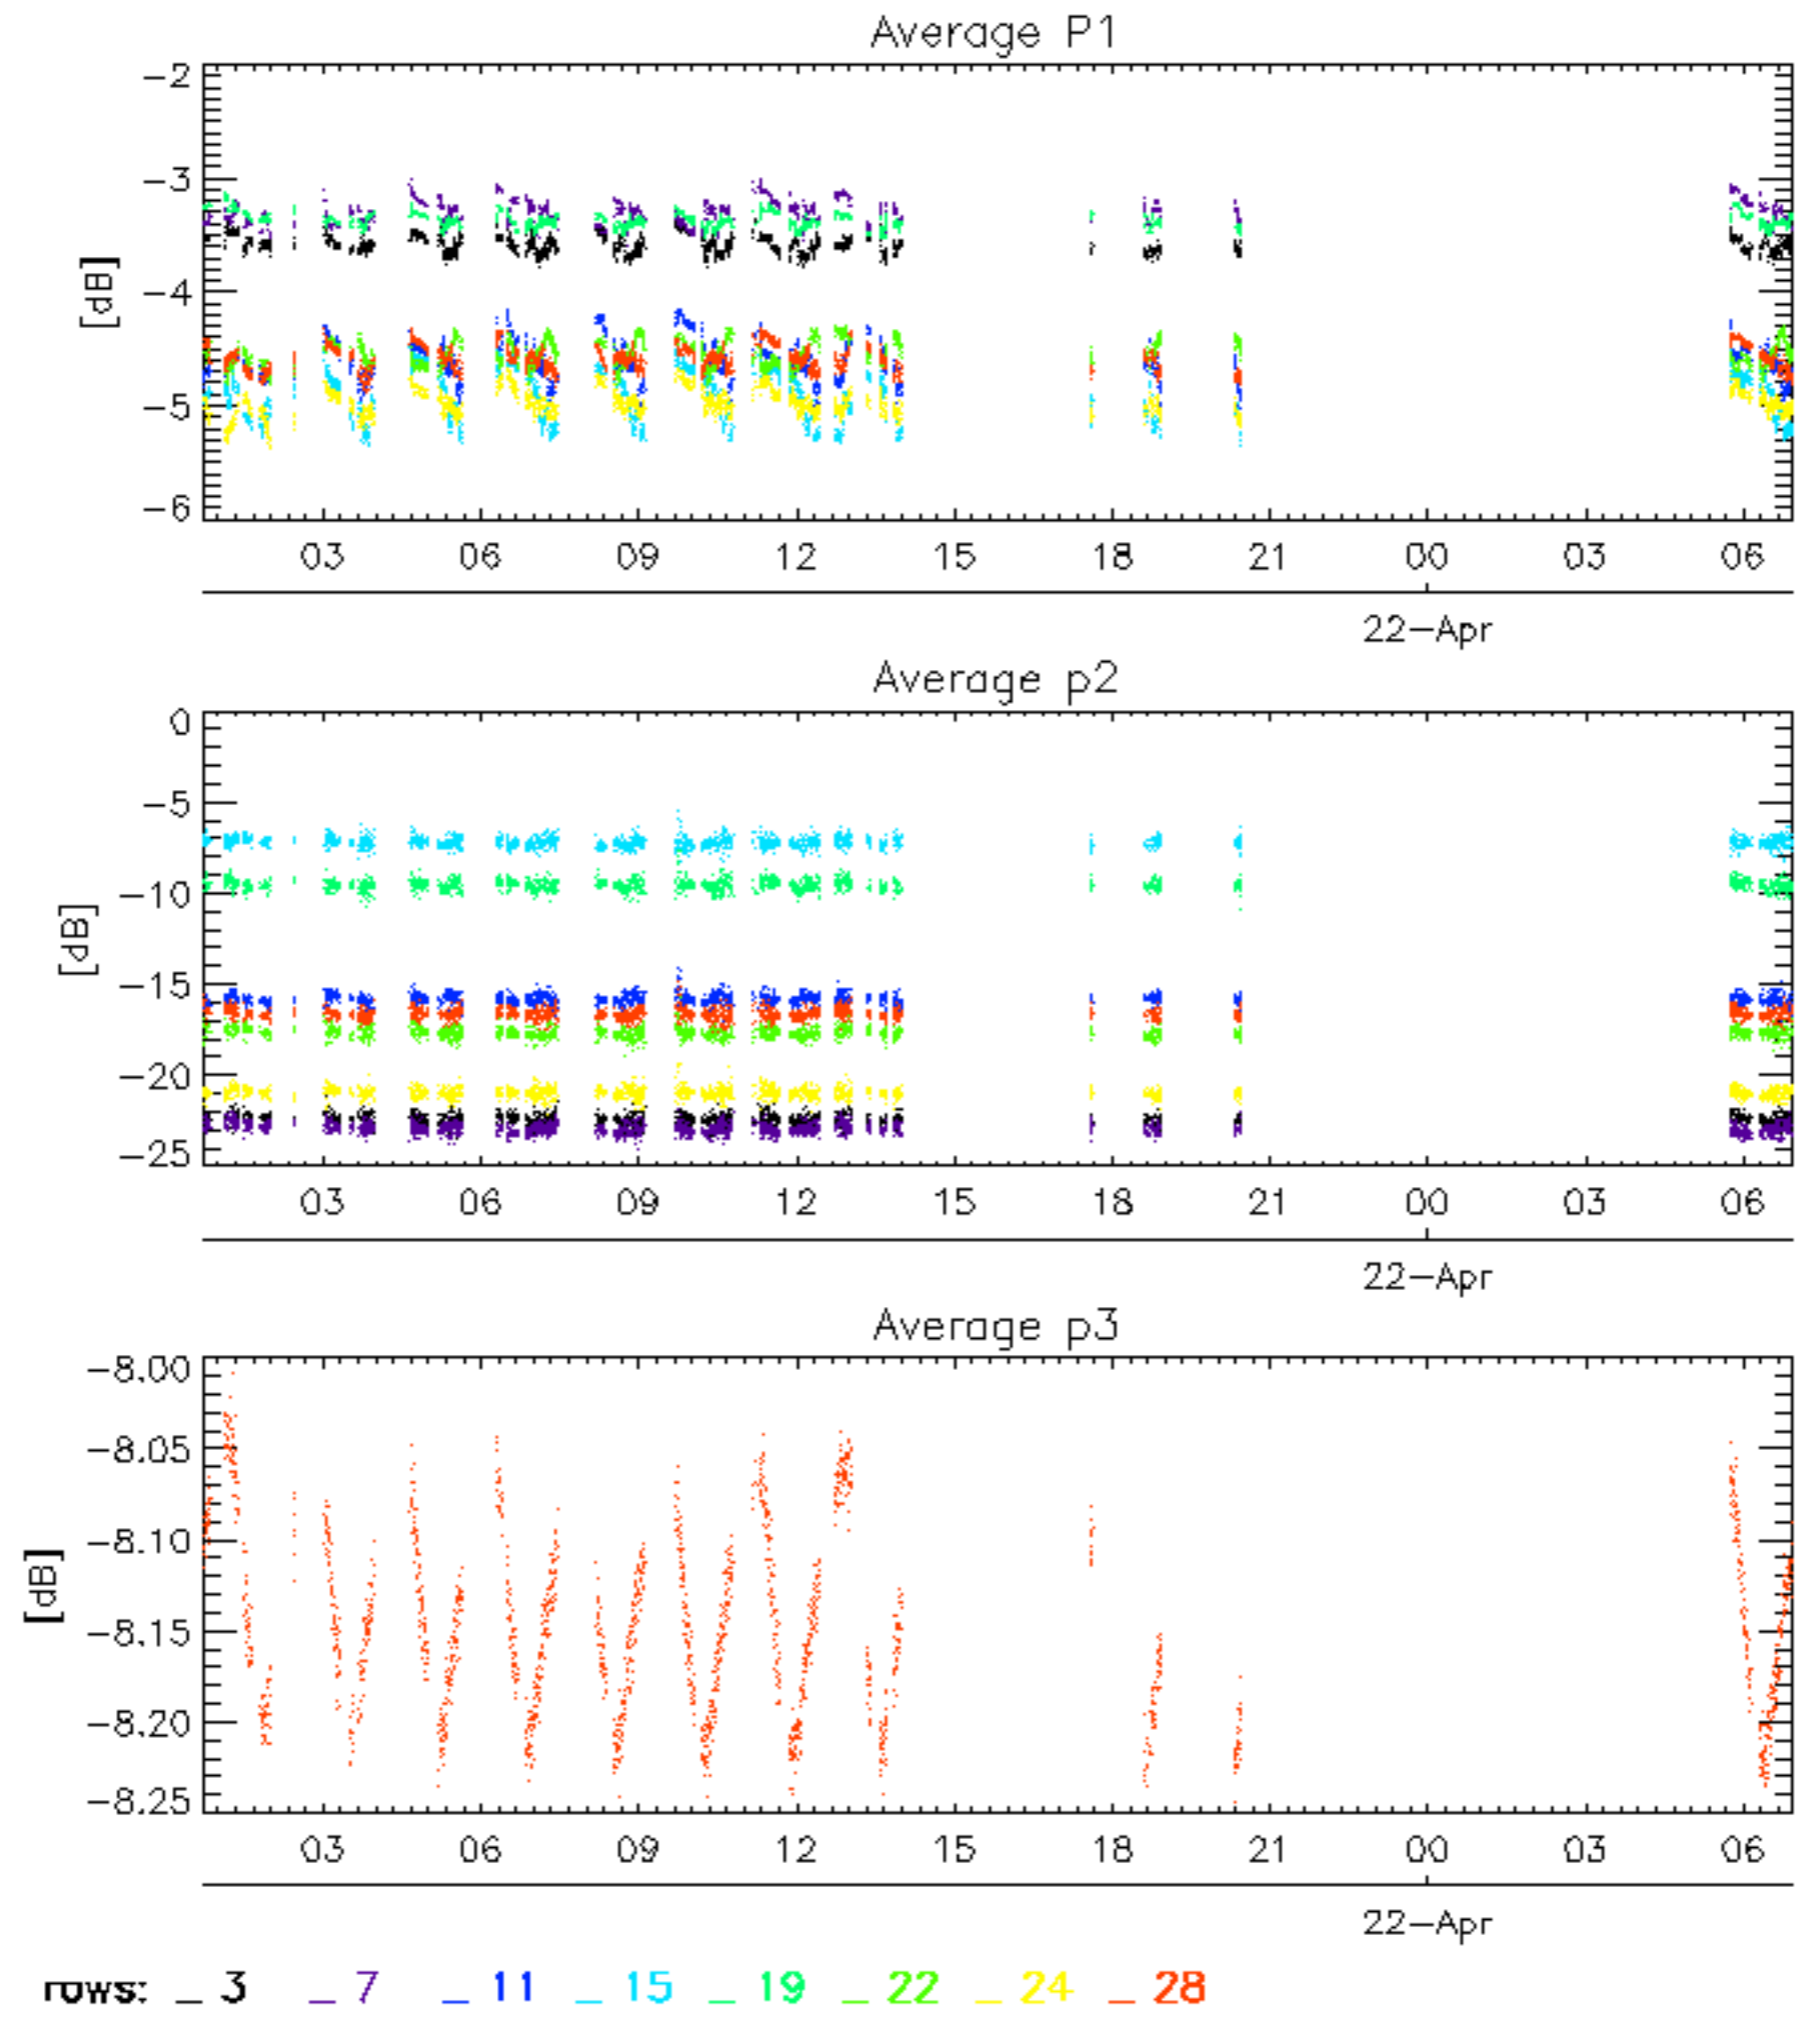 Average P1
−2
−3
−4
−5
−6
[dB]
03 06 09 12 15 18 21 00 03 06
22−Apr
Average p2
0
−5
−10
−15
−20
−25
[dB]
03 06 09 12 15 18 21 00 03 06
22−Apr
Average p3
−8.00
−8.05
−8.10
−8.15
−8.20
−8.25
[dB]
03 06 09 12 15 18 21 00 03 06
22−Apr
rows: _ 3 _ 7 _ 11 _ 15 _ 19 _ 22 _ 24 _ 28